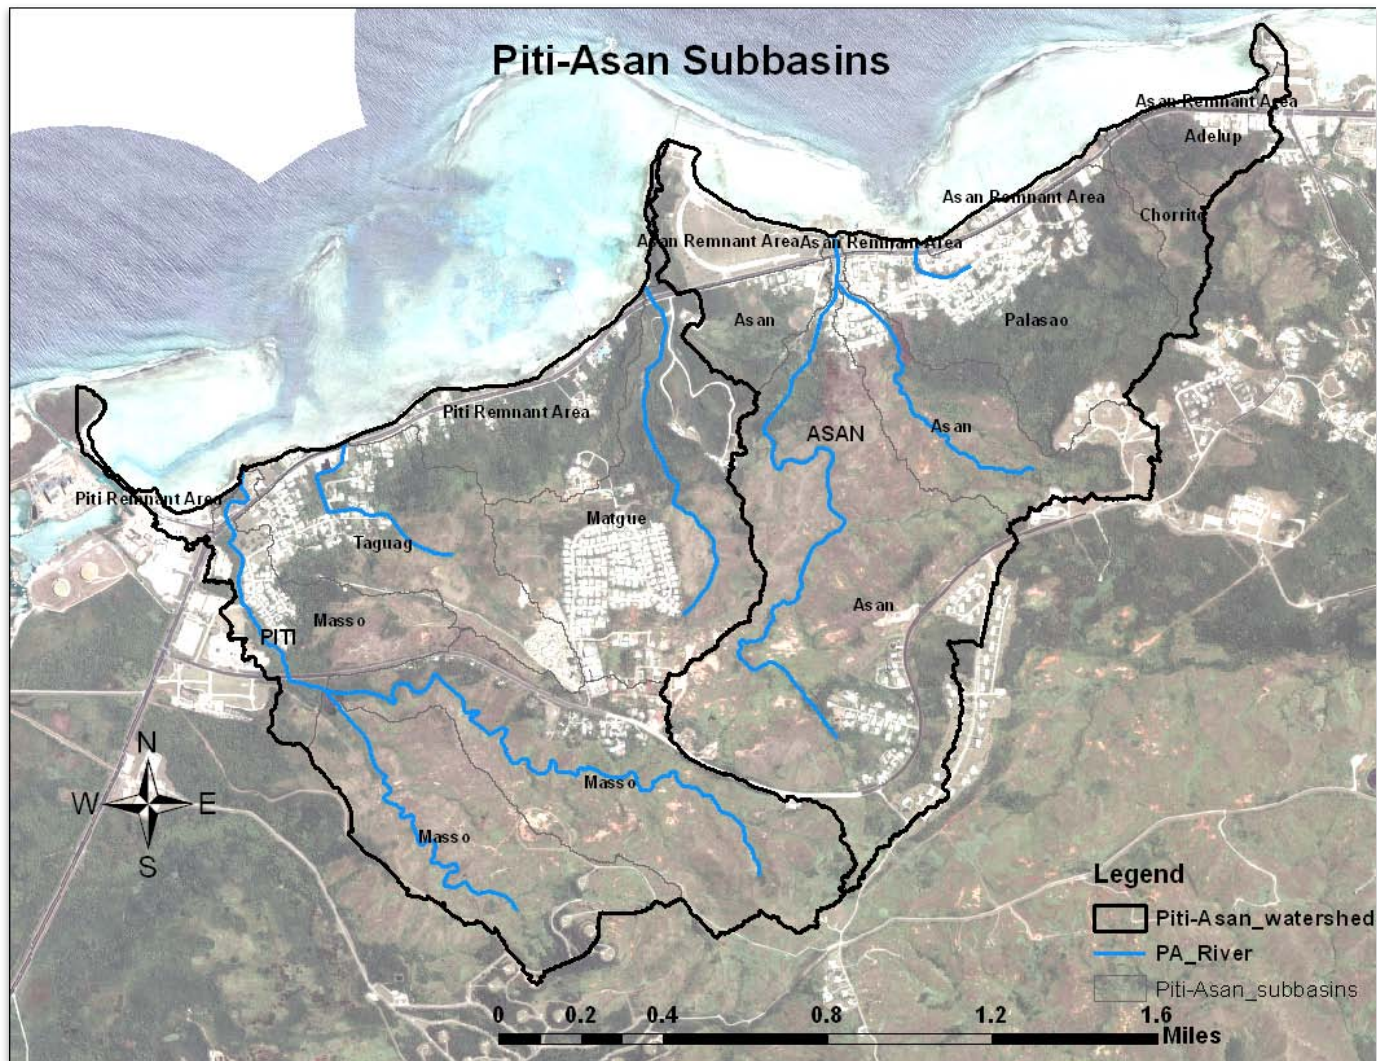 Piti-Asan Subbasins
Asan Remnant Area
Adelup
Asan Remnant Area
Chorrito
Asan Remnant Area
Asan Remnant Area
Asan
Palasao
Piti Remnant Area
ASAN
Asan
Piti Remnant Area
Matgue
Taguag
Asan
Masso
PITI
Masso
Masso
N
W
E
S
Legend
Piti-Asan_watershed
PA_River
Piti-Asan_subbasins
0 0.2 0.4 0.8 1.2 1.6
Miles